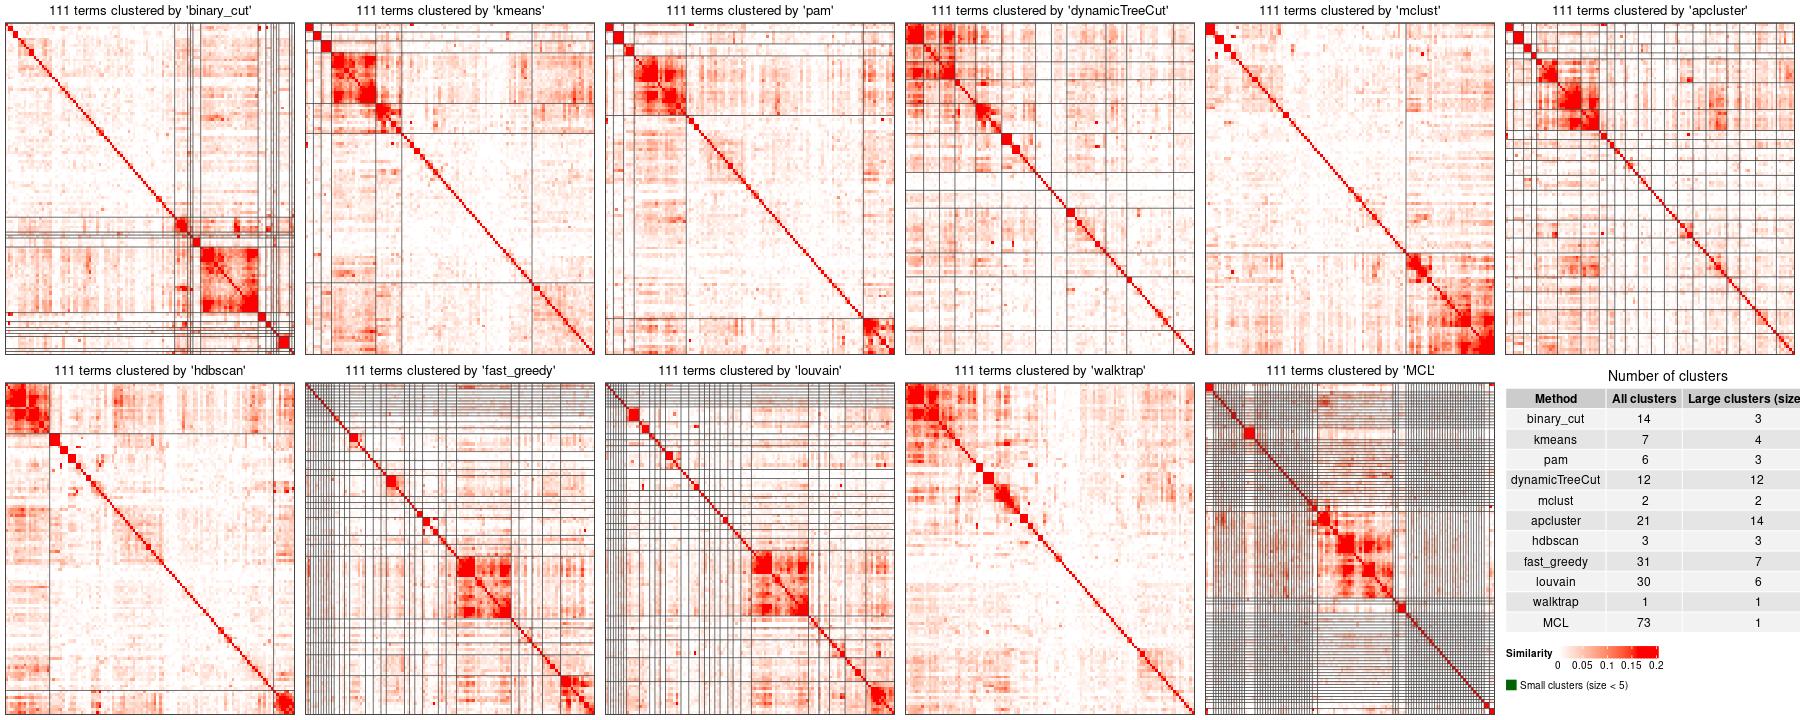 111 terms clustered by 'binary_cut'
111 terms clustered by 'kmeans'
111 terms clustered by 'pam'
111 terms clustered by 'dynamicTreeCut'
111 terms clustered by 'mclust'
111 terms clustered by 'apcluster'
111 terms clustered by 'hdbscan'
111 terms clustered by 'fast_greedy'
111 terms clustered by 'louvain'
111 terms clustered by 'walktrap'
111 terms clustered by 'MCL'
Number of clusters
Method All clusters Large clusters (size
binary_cut 14 3
kmeans 7 4
pam 6 3
dynamicTreeCut 12 12
mclust 2 2
apcluster 21 14
hdbscan 3 3
fast_greedy 31 7
louvain 30 6
walktrap 1 1
MCL 73 1
Similarity
0 0.05 0.1 0.15 0.2
Small clusters (size < 5)